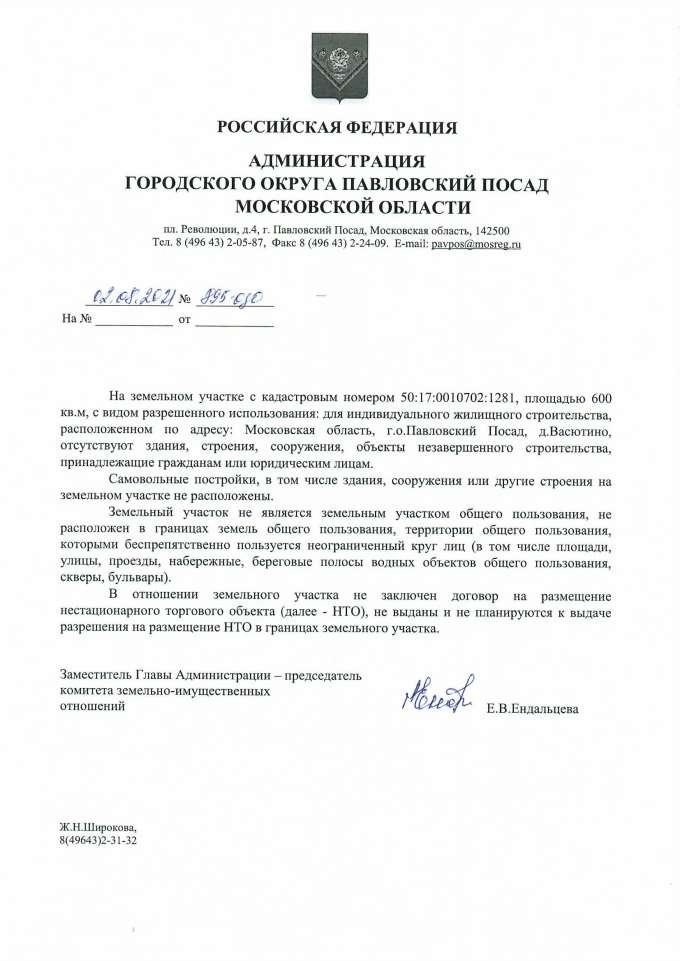 РОССИЙСКАЯ ФЕДЕРАЦИЯ
АДМИНИСТРАЦИЯ
ГОРОДСКОГО ОКРУГА ПАВЛОВСКИЙ ПОСАД
МОСКОВСКОЙ ОБЛАСТИ
пл. Революции, д.4, г. Павловский Посад, Московская область, 142500
Тел. 8 (496 43) 2-05-87, Факс 8 (496 43) 2-24-09. E-mail: pavpos@mosreg.ru
02.08.2021 №
На № ____________ от ____________
На земельном участке с кадастровым номером 50:17:0010702:1281, площадью 600
кв.м, с видом разрешенного использования: для индивидуального жилищного строительства,
расположенном по адресу: Московская область, г.о.Павловский Посад, д.Васютино,
отсутствуют здания, строения, сооружения, объекты незавершенного строительства,
принадлежащие гражданам или юридическим лицам.
Самовольные постройки, в том числе здания, сооружения или другие строения на
земельном участке не расположены.
Земельный участок не является земельным участком общего пользования, не
расположен в границах земель общего пользования, территории общего пользования,
которыми беспрепятственно пользуется неограниченный круг лиц (в том числе площади,
улицы, проезды, набережные, береговые полосы водных объектов общего пользования,
скверы, бульвары).
В отношении земельного участка не заключен договор на размещение
нестационарного торгового объекта (далее - НТО), не выданы и не планируются к выдаче
разрешения на размещение НТО в границах земельного участка.
Заместитель Главы Администрации – председатель
комитета земельно-имущественных
отношений
Е.В.Ендальцева
Ж.Н.Широкова,
8(49643)2-31-32